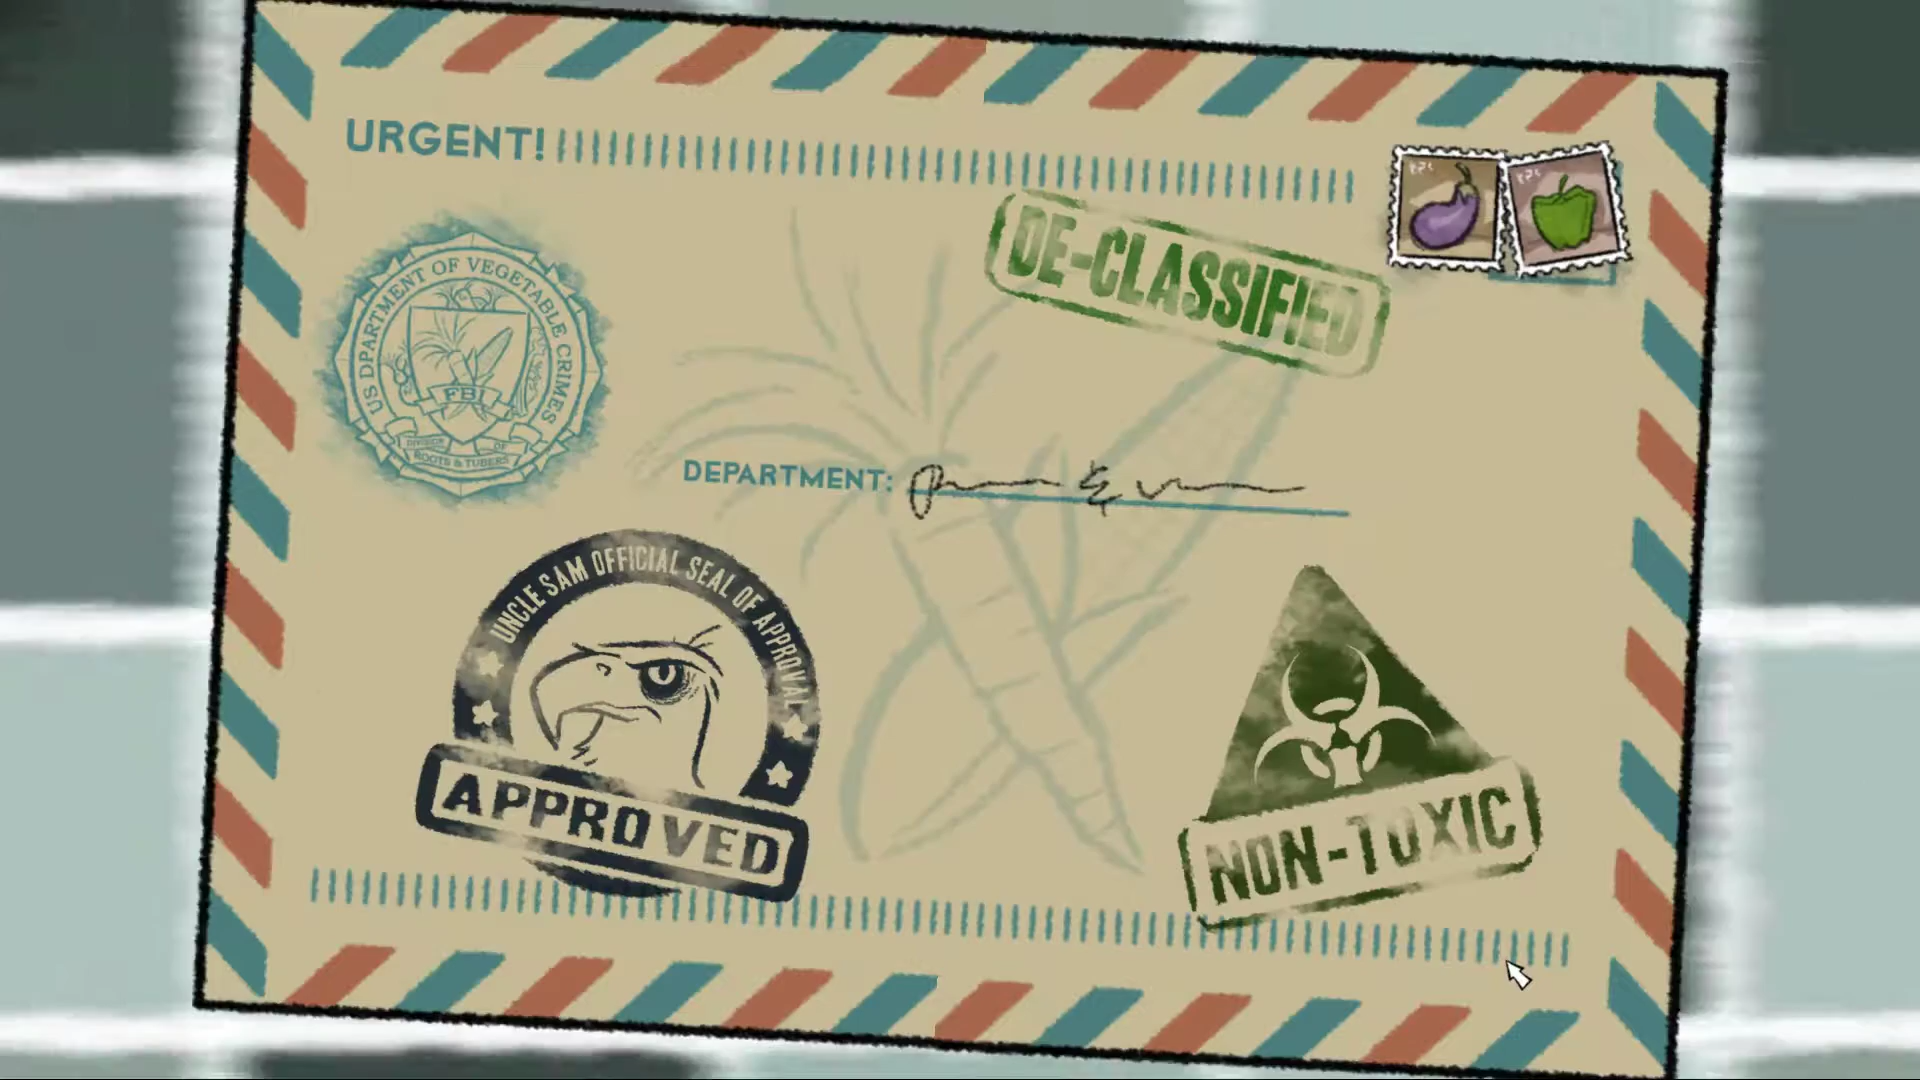 URGENT!
DE-CLASSIFIED
US DPARTMENT OF VEGETABLE CRIMES
FBI
DIVISION OF
ROOTS & TUBERS
DEPARTMENT:
UNCLE SAM OFFICIAL SEAL OF APPROVAL
APPROVED
NON-TOXIC